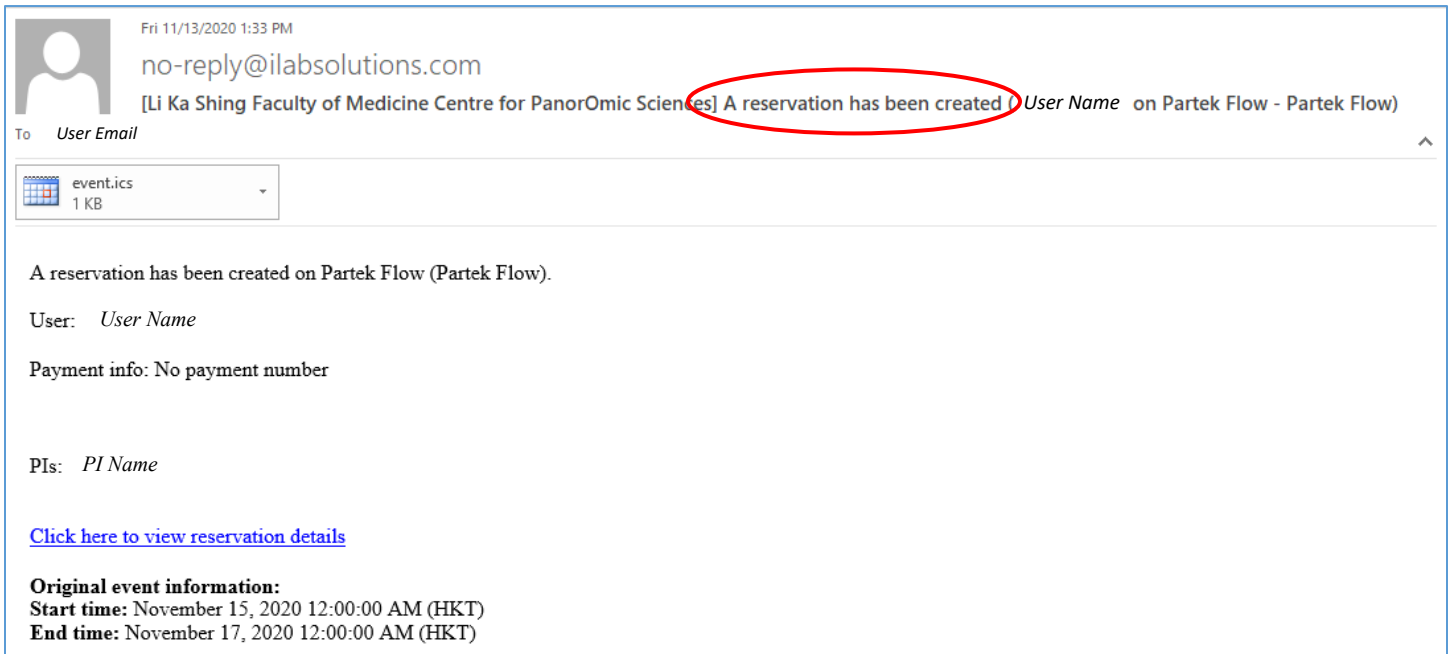 Fri 11/13/2020 1:33 PM
no-reply@ilabsolutions.com
[Li Ka Shing Faculty of Medicine Centre for PanorOmic Sciences] A reservation has been created ( User Name on Partek Flow - Partek Flow)
To User Email
event.ics
1 KB
A reservation has been created on Partek Flow (Partek Flow).
User: User Name
Payment info: No payment number
PIs: PI Name
Click here to view reservation details
Original event information:
Start time: November 15, 2020 12:00:00 AM (HKT)
End time: November 17, 2020 12:00:00 AM (HKT)